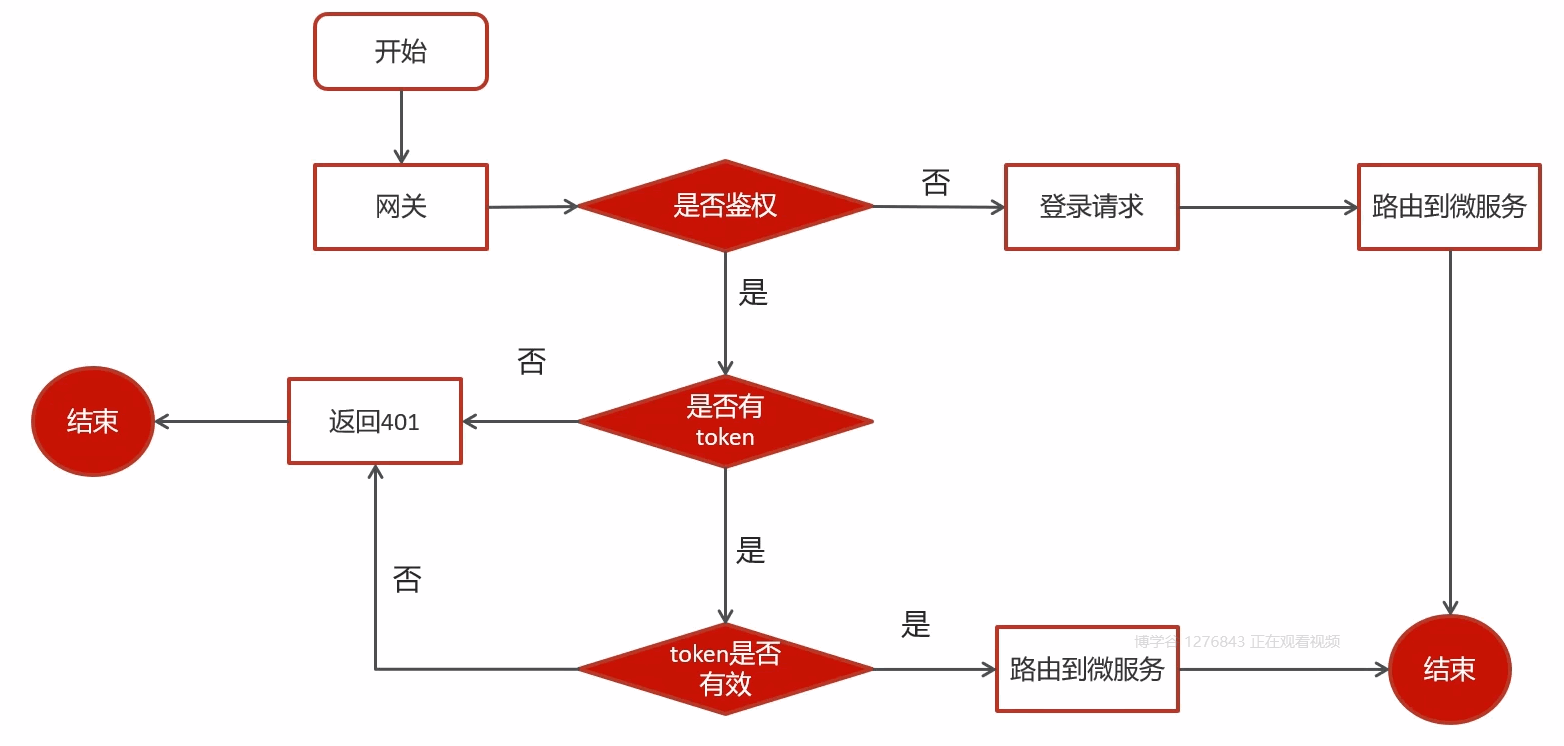 开始
网关
是否鉴权
否
登录请求
路由到微服务
是
结束
返回401
否
是否有
token
是
否
token是否
有效
是
路由到微服务
博学谷 1276843 正在观看视频
结束